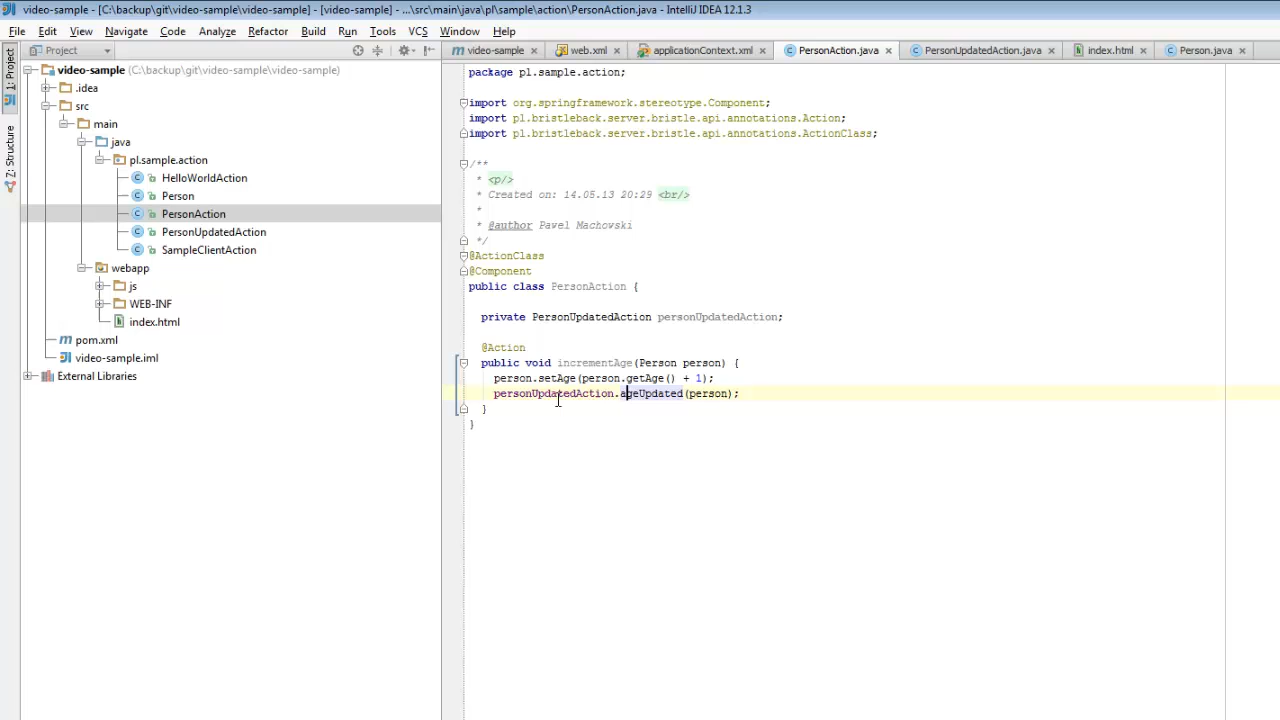 video-sample - [C:\backup\git\video-sample\video-sample] - [video-sample] - ...\src\main\java\pl\sample\action\PersonAction.java - IntelliJ IDEA 12.1.3
File Edit View Navigate Code Analyze Refactor Build Run Tools VCS Window Help
Project
video-sample web.xml applicationContext.xml PersonAction.java PersonUpdatedAction.java index.html Person.java
1: Project
Z: Structure
video-sample (C:\backup\git\video-sample\video-sample)
.idea
src
main
java
pl.sample.action
HelloWorldAction
Person
PersonAction
PersonUpdatedAction
SampleClientAction
webapp
js
WEB-INF
index.html
pom.xml
video-sample.iml
External Libraries
package pl.sample.action;
import org.springframework.stereotype.Component;
import pl.bristleback.server.bristle.api.annotations.Action;
import pl.bristleback.server.bristle.api.annotations.ActionClass;
/**
* <p/>
* Created on: 14.05.13 20:29 <br/>
*
* @author Pavel Machovski
*/
@ActionClass
@Component
public class PersonAction {
private PersonUpdatedAction personUpdatedAction;
@Action
public void incrementAge(Person person) {
person.setAge(person.getAge() + 1);
personUpdatedAction.ageUpdated(person);
}
}